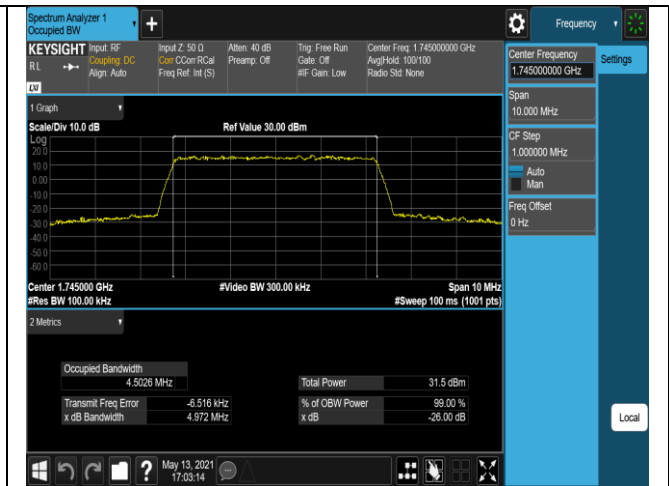 Spectrum Analyzer 1
Occupied BW
+
Frequency
KEYSIGHT
RL
LXI
Input: RF
Coupling: DC
Align: Auto
Input Z: 50 Ω
Corr CCorr RCal
Freq Ref: Int (S)
Atten: 40 dB
Preamp: Off
Trig: Free Run
Gate: Off
#IF Gain: Low
Center Freq: 1.745000000 GHz
Avg|Hold: 100/100
Radio Std: None
Center Frequency
1.745000000 GHz
Settings
Span
10.000 MHz
CF Step
1.000000 MHz
Auto
Man
Freq Offset
0 Hz
Local
1 Graph
Scale/Div 10.0 dB
Ref Value 30.00 dBm
Log
20.0
10.0
0.00
-10.0
-20.0
-30.0
-40.0
-50.0
-60.0
Center 1.745000 GHz
#Video BW 300.00 kHz
Span 10 MHz
#Res BW 100.00 kHz
#Sweep 100 ms (1001 pts)
2 Metrics
Occupied Bandwidth
4.5026 MHz
Total Power 31.5 dBm
Transmit Freq Error -6.516 kHz
% of OBW Power 99.00 %
x dB Bandwidth 4.972 MHz
x dB -26.00 dB
?
May 13, 2021
17:03:14